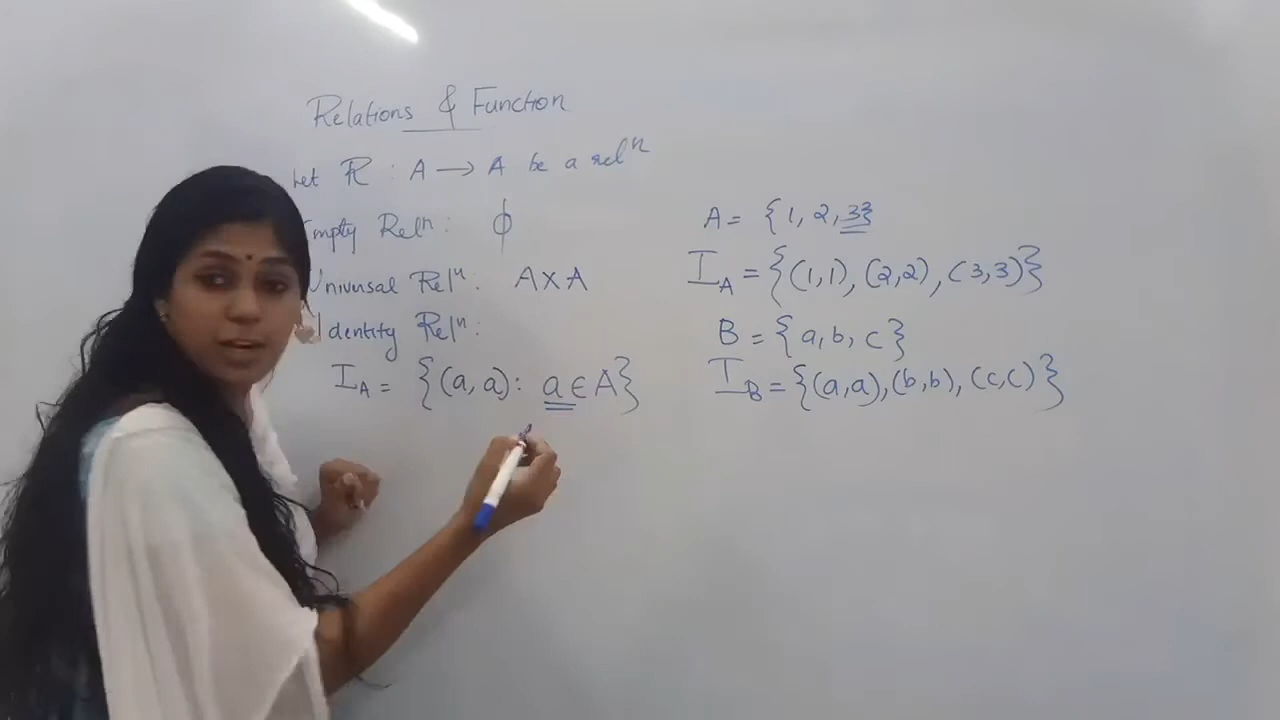 Relations & Function
Let R : A → A be a relⁿ
Empty Relⁿ : ϕ
Universal Relⁿ : A×A
Identity Relⁿ :
I_A = {(a, a) : a ∈ A}
A = {1, 2, 3}
I_A = {(1,1), (2,2), (3,3)}
B = {a, b, c}
I_B = {(a,a), (b,b), (c,c)}